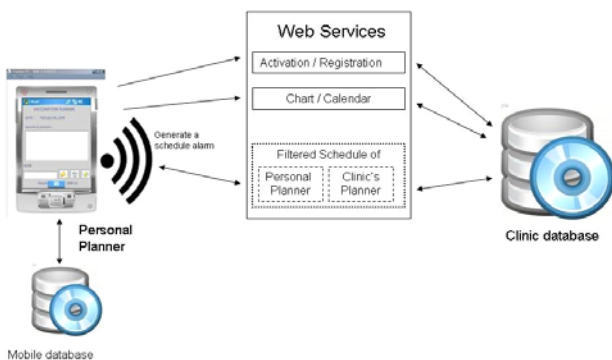 Web Services
Activation / Registration
Chart / Calendar
Generate a
schedule alarm
Filtered Schedule of
Personal
Planner
Clinic's
Planner
Personal
Planner
Clinic database
Mobile database